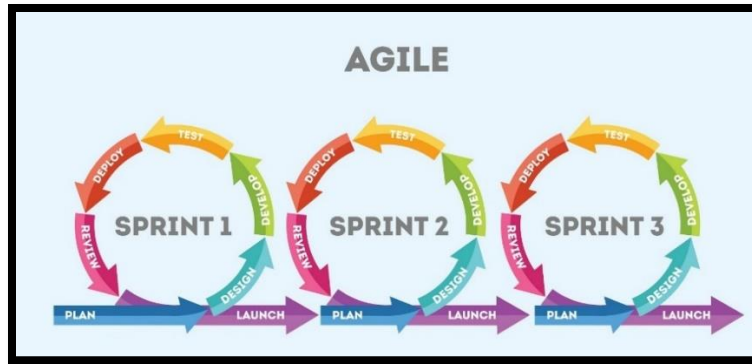 AGILE
SPRINT 1
PLAN
DESIGN
DEVELOP
TEST
DEPLOY
REVIEW
LAUNCH
SPRINT 2
PLAN
DESIGN
DEVELOP
TEST
DEPLOY
REVIEW
LAUNCH
SPRINT 3
PLAN
DESIGN
DEVELOP
TEST
DEPLOY
REVIEW
LAUNCH